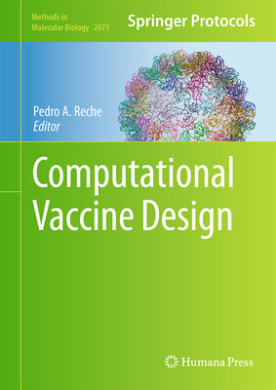 Methods in
Molecular Biology 2673
Springer Protocols
Pedro A. Reche
Editor
Computational
Vaccine Design
Humana Press